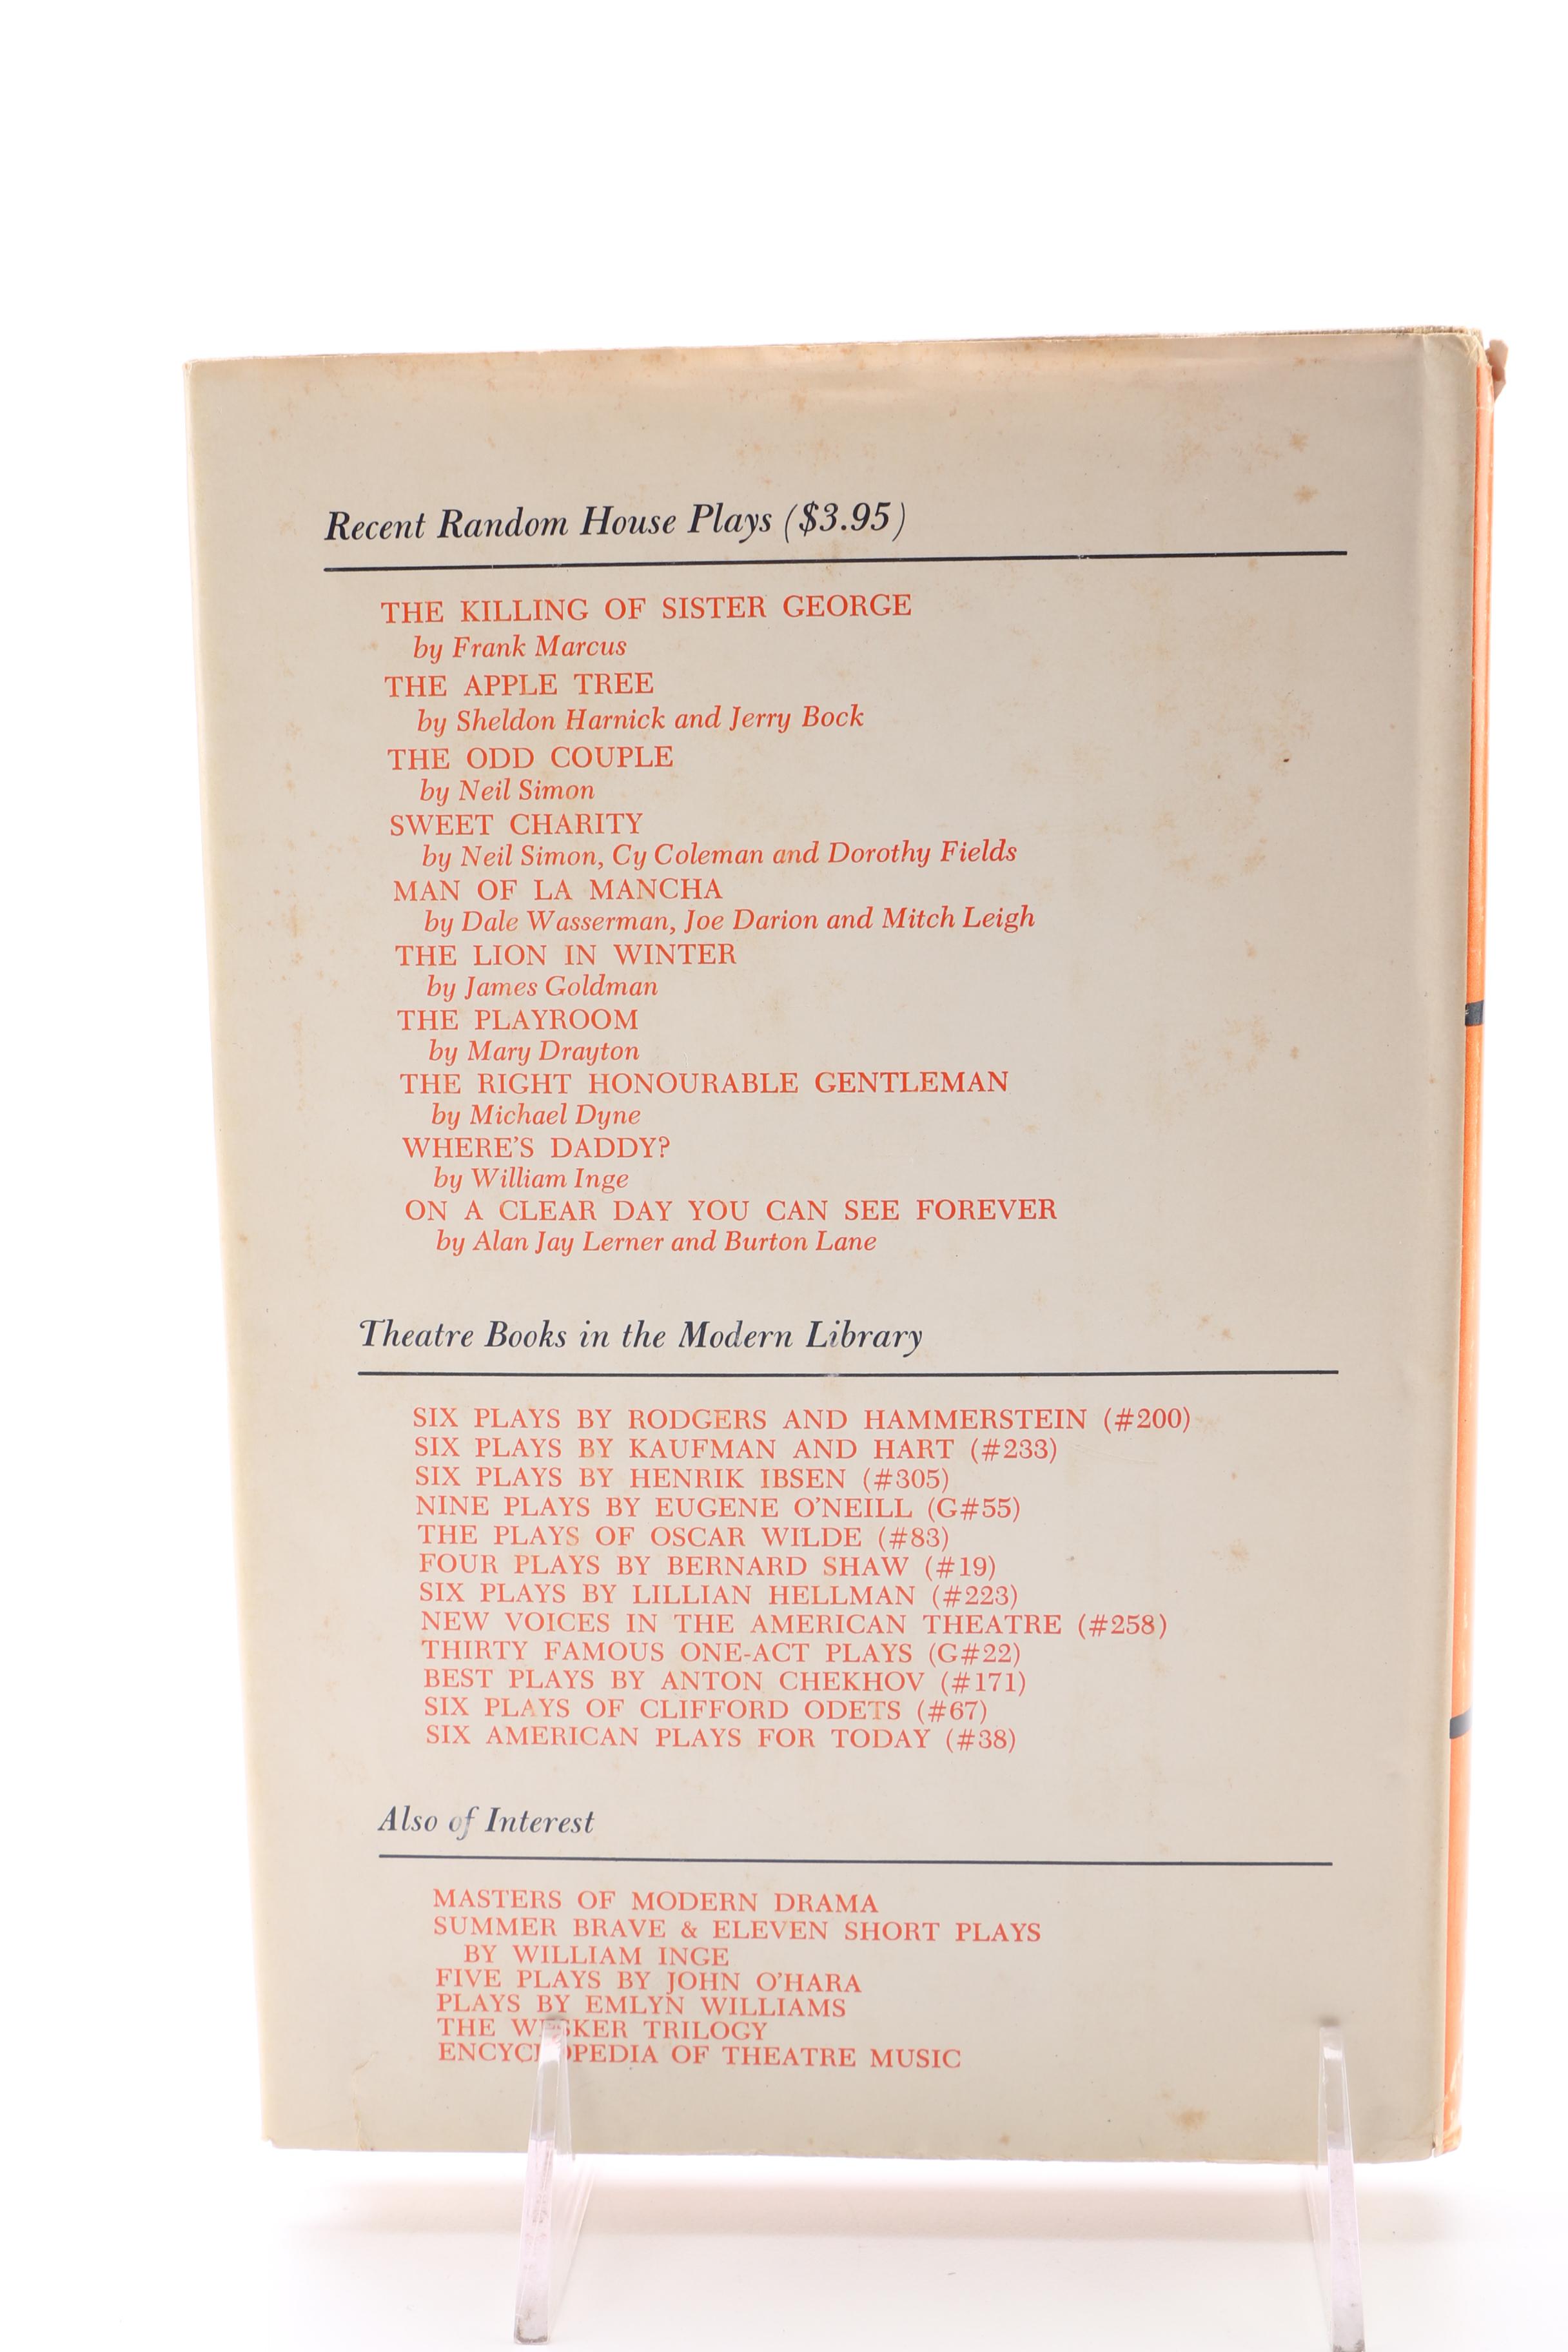 Recent Random House Plays ($3.95)
THE KILLING OF SISTER GEORGE
by Frank Marcus
THE APPLE TREE
by Sheldon Harnick and Jerry Bock
THE ODD COUPLE
by Neil Simon
SWEET CHARITY
by Neil Simon, Cy Coleman and Dorothy Fields
MAN OF LA MANCHA
by Dale Wasserman, Joe Darion and Mitch Leigh
THE LION IN WINTER
by James Goldman
THE PLAYROOM
by Mary Drayton
THE RIGHT HONOURABLE GENTLEMAN
by Michael Dyne
WHERE'S DADDY?
by William Inge
ON A CLEAR DAY YOU CAN SEE FOREVER
by Alan Jay Lerner and Burton Lane
Theatre Books in the Modern Library
SIX PLAYS BY RODGERS AND HAMMERSTEIN (#200)
SIX PLAYS BY KAUFMAN AND HART (#233)
SIX PLAYS BY HENRIK IBSEN (#305)
NINE PLAYS BY EUGENE O'NEILL (G#55)
THE PLAYS OF OSCAR WILDE (#83)
FOUR PLAYS BY BERNARD SHAW (#19)
SIX PLAYS BY LILLIAN HELLMAN (#223)
NEW VOICES IN THE AMERICAN THEATRE (#258)
THIRTY FAMOUS ONE-ACT PLAYS (G#22)
BEST PLAYS BY ANTON CHEKHOV (#171)
SIX PLAYS OF CLIFFORD ODETS (#67)
SIX AMERICAN PLAYS FOR TODAY (#38)
Also of Interest
MASTERS OF MODERN DRAMA
SUMMER BRAVE & ELEVEN SHORT PLAYS
BY WILLIAM INGE
FIVE PLAYS BY JOHN O'HARA
PLAYS BY EMLYN WILLIAMS
THE WESKER TRILOGY
ENCYCLOPEDIA OF THEATRE MUSIC